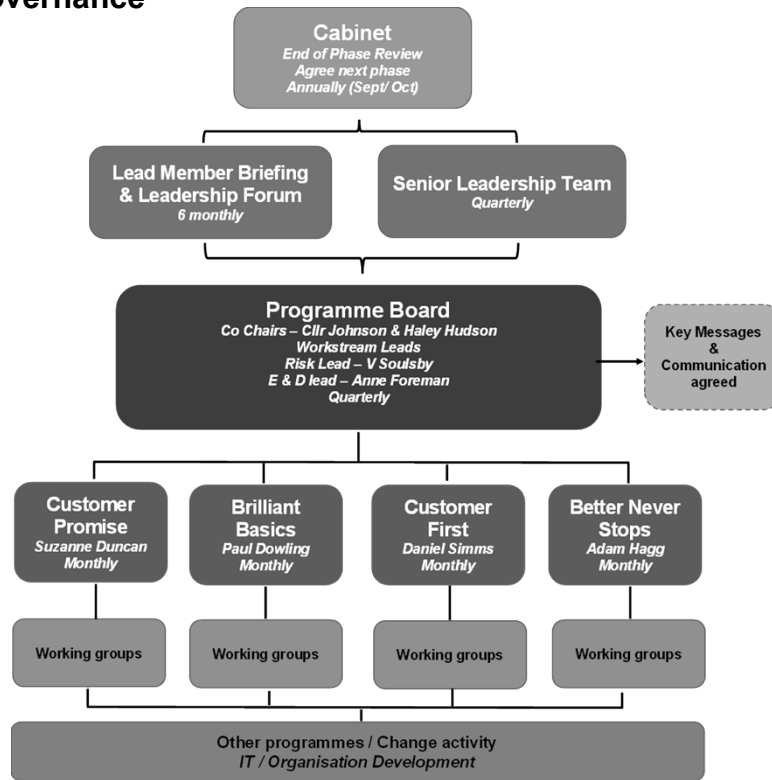 Cabinet
End of Phase Review
Agree next phase
Annually (Sept/ Oct)
Lead Member Briefing
& Leadership Forum
6 monthly
Senior Leadership Team
Quarterly
Programme Board
Co Chairs – Cllr Johnson & Haley Hudson
Workstream Leads
Risk Lead – V Soulsby
E & D lead – Anne Foreman
Quarterly
Key Messages
&
Communication
agreed
Customer
Promise
Suzanne Duncan
Monthly
Brilliant
Basics
Paul Dowling
Monthly
Customer
First
Daniel Simms
Monthly
Better Never
Stops
Adam Hagg
Monthly
Working groups
Working groups
Working groups
Working groups
Other programmes / Change activity
IT / Organisation Development